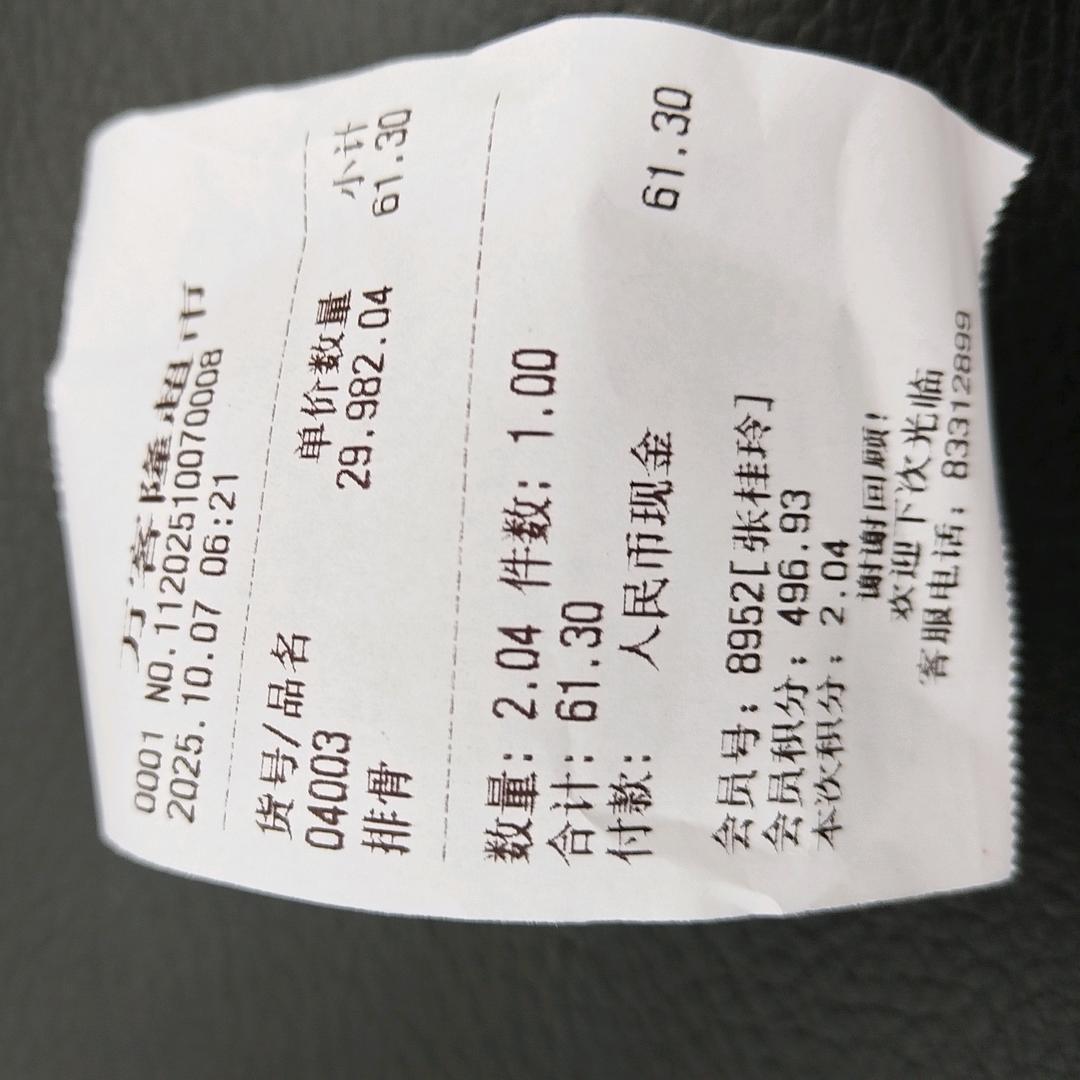 万客隆超市
0001 NO.11202510070008
2025.10.07 06:21
货号/品名 单价数量 小计
04003 29.982.04 61.30
排骨
数量: 2.04 件数: 1.00
合计: 61.30
付款: 人民币现金 61.30
会员号: 8952[张桂玲]
会员积分: 496.93
本次积分: 2.04
谢谢回顾!
欢迎下次光临
客服电话: 83312899